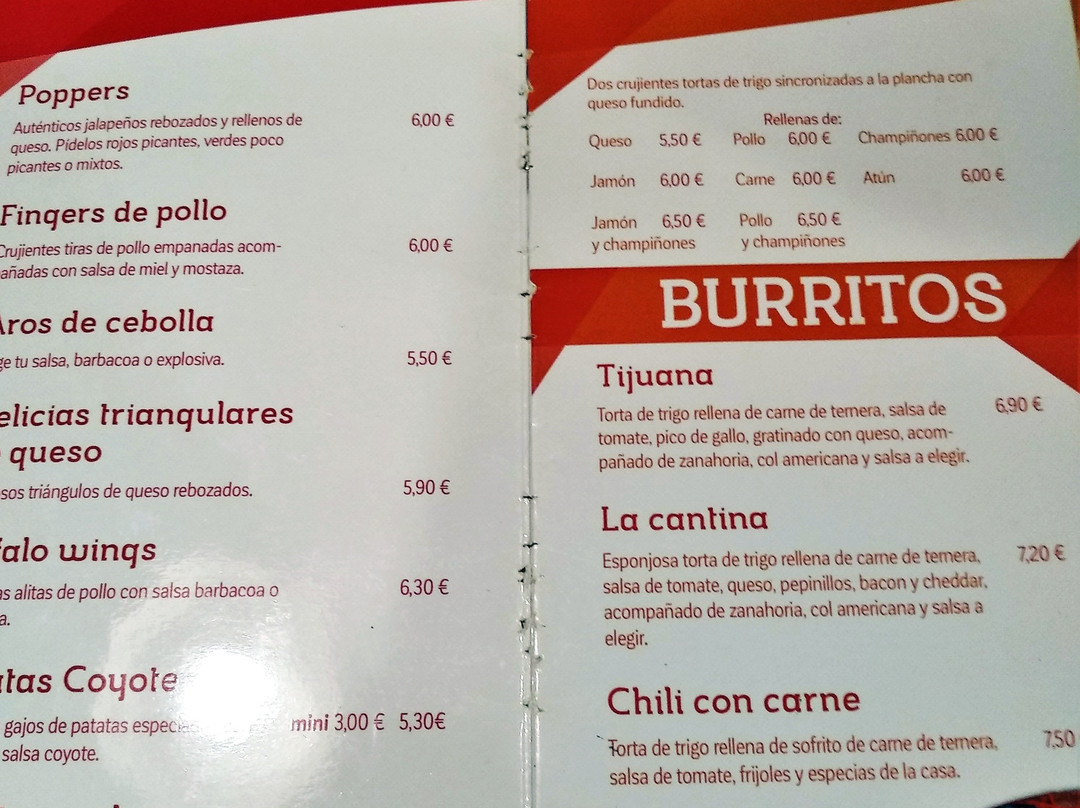 Poppers
Auténticos jalapeños rebozados y rellenos de 6,00 €
queso. Pídelos rojos picantes, verdes poco
picantes o mixtos.
Fingers de pollo
Crujientes tiras de pollo empanadas acom- 6,00 €
añadas con salsa de miel y mostaza.
Aros de cebolla
ge tu salsa, barbacoa o explosiva. 5,50 €
elicias triangulares
queso
sos triángulos de queso rebozados. 5,90 €
falo wings
as alitas de pollo con salsa barbacoa o 6,30 €
a.
atas Coyote
gajos de patatas especia mini 3,00 € 5,30€
salsa coyote.
Dos crujientes tortas de trigo sincronizadas a la plancha con
queso fundido.
Rellenas de:
Queso 5,50 € Pollo 6,00 € Champiñones 6,00 €
Jamón 6,00 € Carne 6,00 € Atún 6,00 €
Jamón 6,50 € Pollo 6,50 €
y champiñones y champiñones
BURRITOS
Tijuana
Torta de trigo rellena de carne de ternera, salsa de 6,90 €
tomate, pico de gallo, gratinado con queso, acom-
pañado de zanahoria, col americana y salsa a elegir.
La cantina
Esponjosa torta de trigo rellena de carne de ternera, 7,20 €
salsa de tomate, queso, pepinillos, bacon y cheddar,
acompañado de zanahoria, col americana y salsa a
elegir.
Chili con carne
Torta de trigo rellena de sofrito de carne de ternera, 7,50
salsa de tomate, frijoles y especias de la casa.